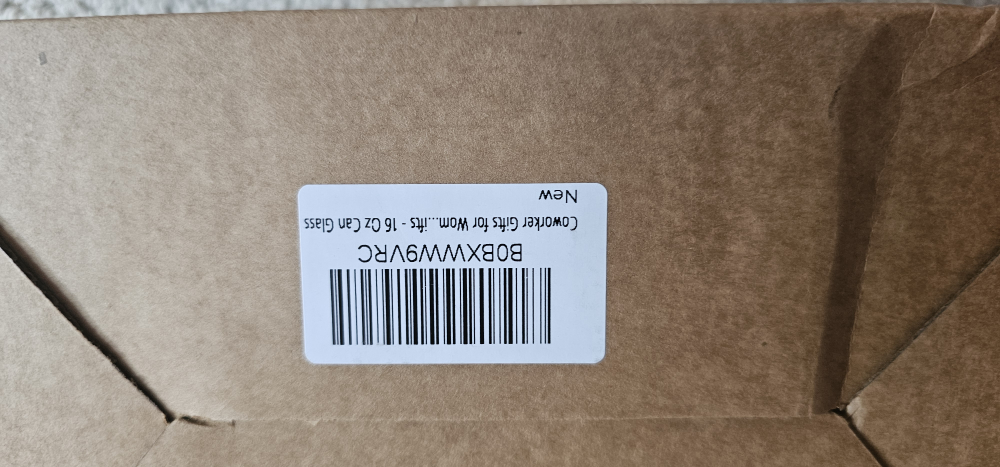 B0BXWW9VRC
Coworker Gifts for Wom...ifts - 16 Oz Can Glass
New